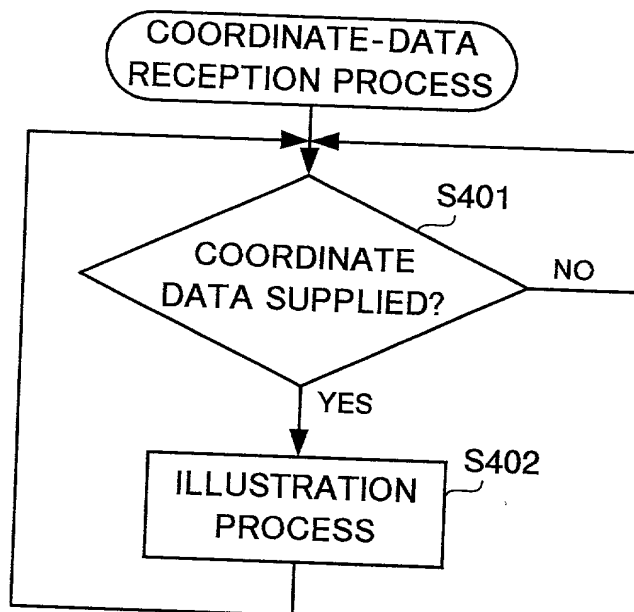 COORDINATE-DATA
RECEPTION PROCESS
S401
COORDINATE
DATA SUPPLIED?
NO
YES
S402
ILLUSTRATION
PROCESS